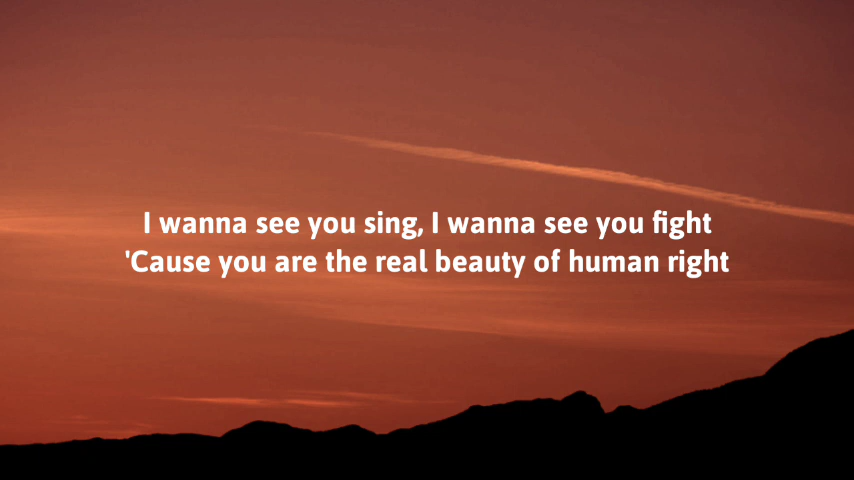 I wanna see you sing, I wanna see you fight
'Cause you are the real beauty of human right